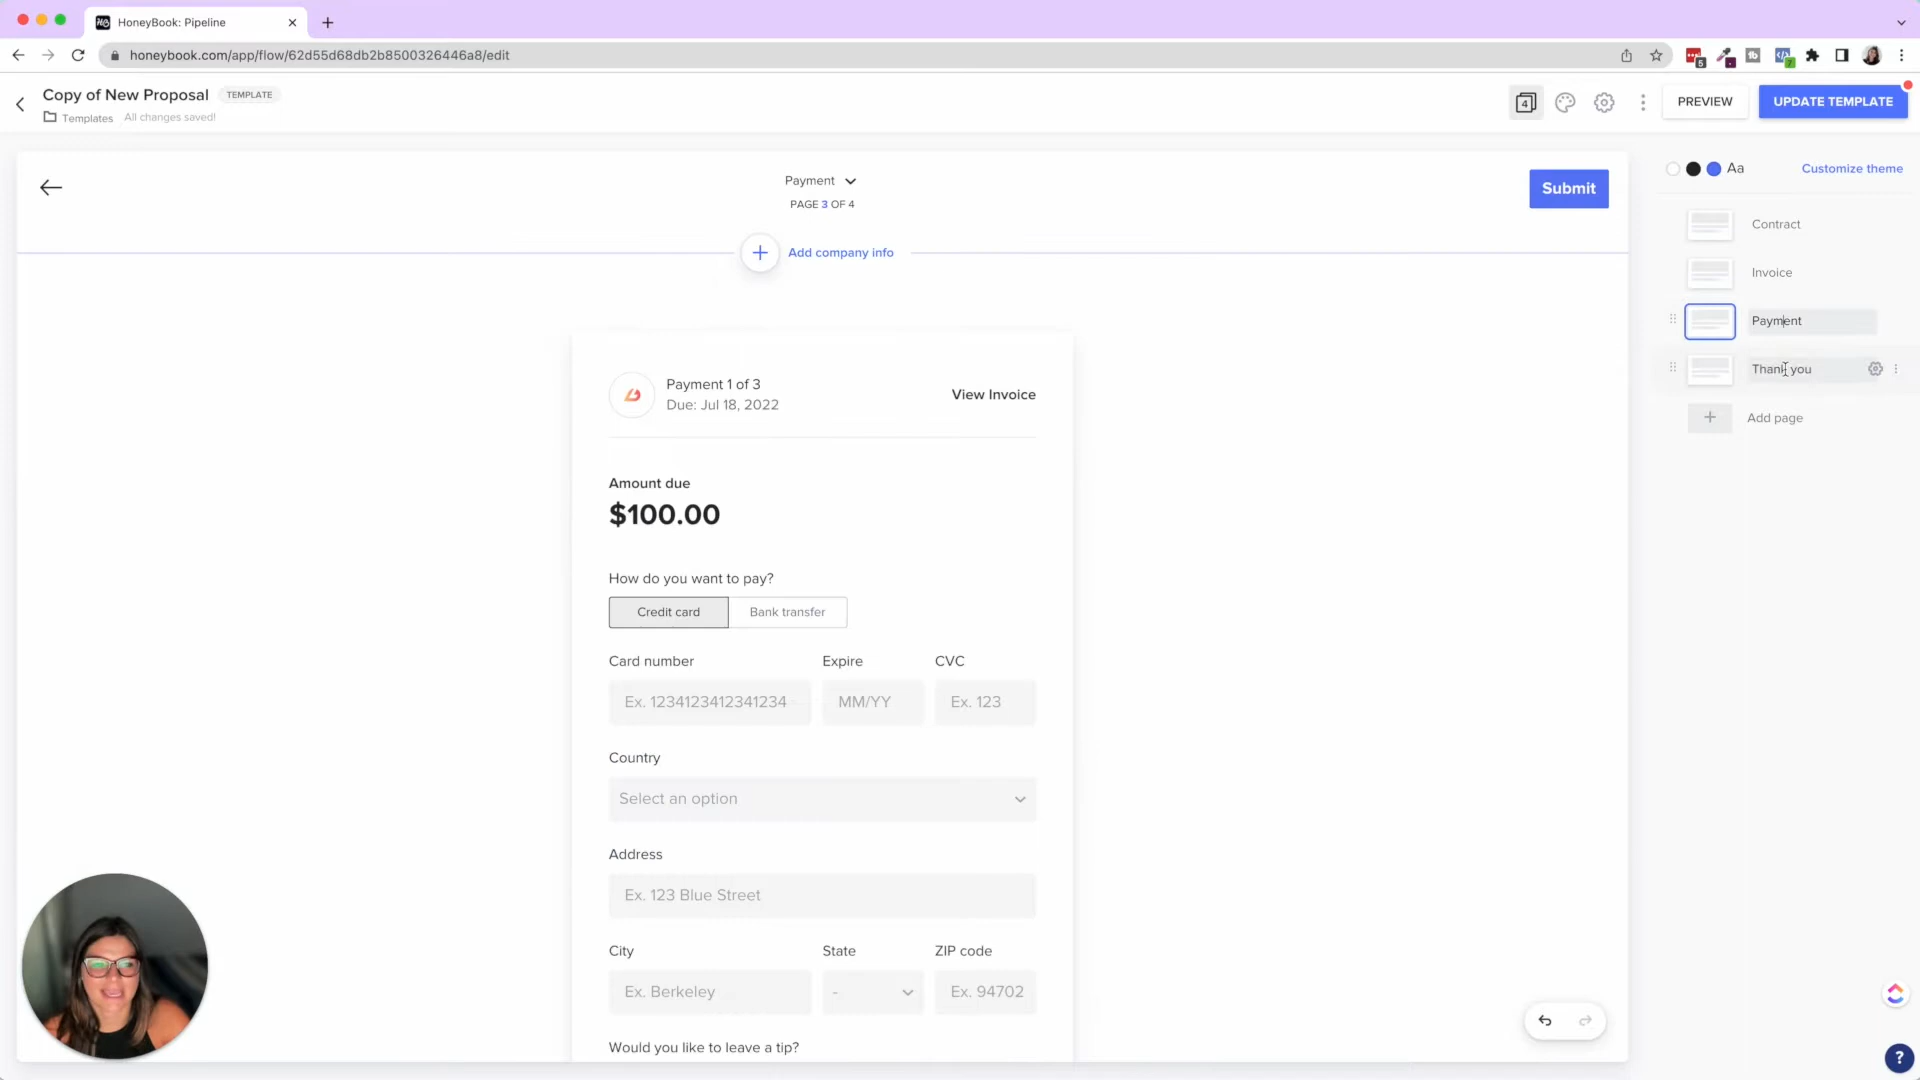 HoneyBook: Pipeline
honeybook.com/app/flow/62d55d68db2b8500326446a8/edit
5
7
Copy of New Proposal TEMPLATE
Templates All changes saved!
4
PREVIEW
UPDATE TEMPLATE
Payment
PAGE 3 OF 4
Submit
Add company info
Aa
Customize theme
Contract
Invoice
Payment
Thank you
Add page
Payment 1 of 3
Due: Jul 18, 2022
View Invoice
Amount due
$100.00
How do you want to pay?
Credit card Bank transfer
Card number Expire CVC
Ex. 1234123412341234 MM/YY Ex. 123
Country
Select an option
Address
Ex. 123 Blue Street
City State ZIP code
Ex. Berkeley - Ex. 94702
Would you like to leave a tip?
?